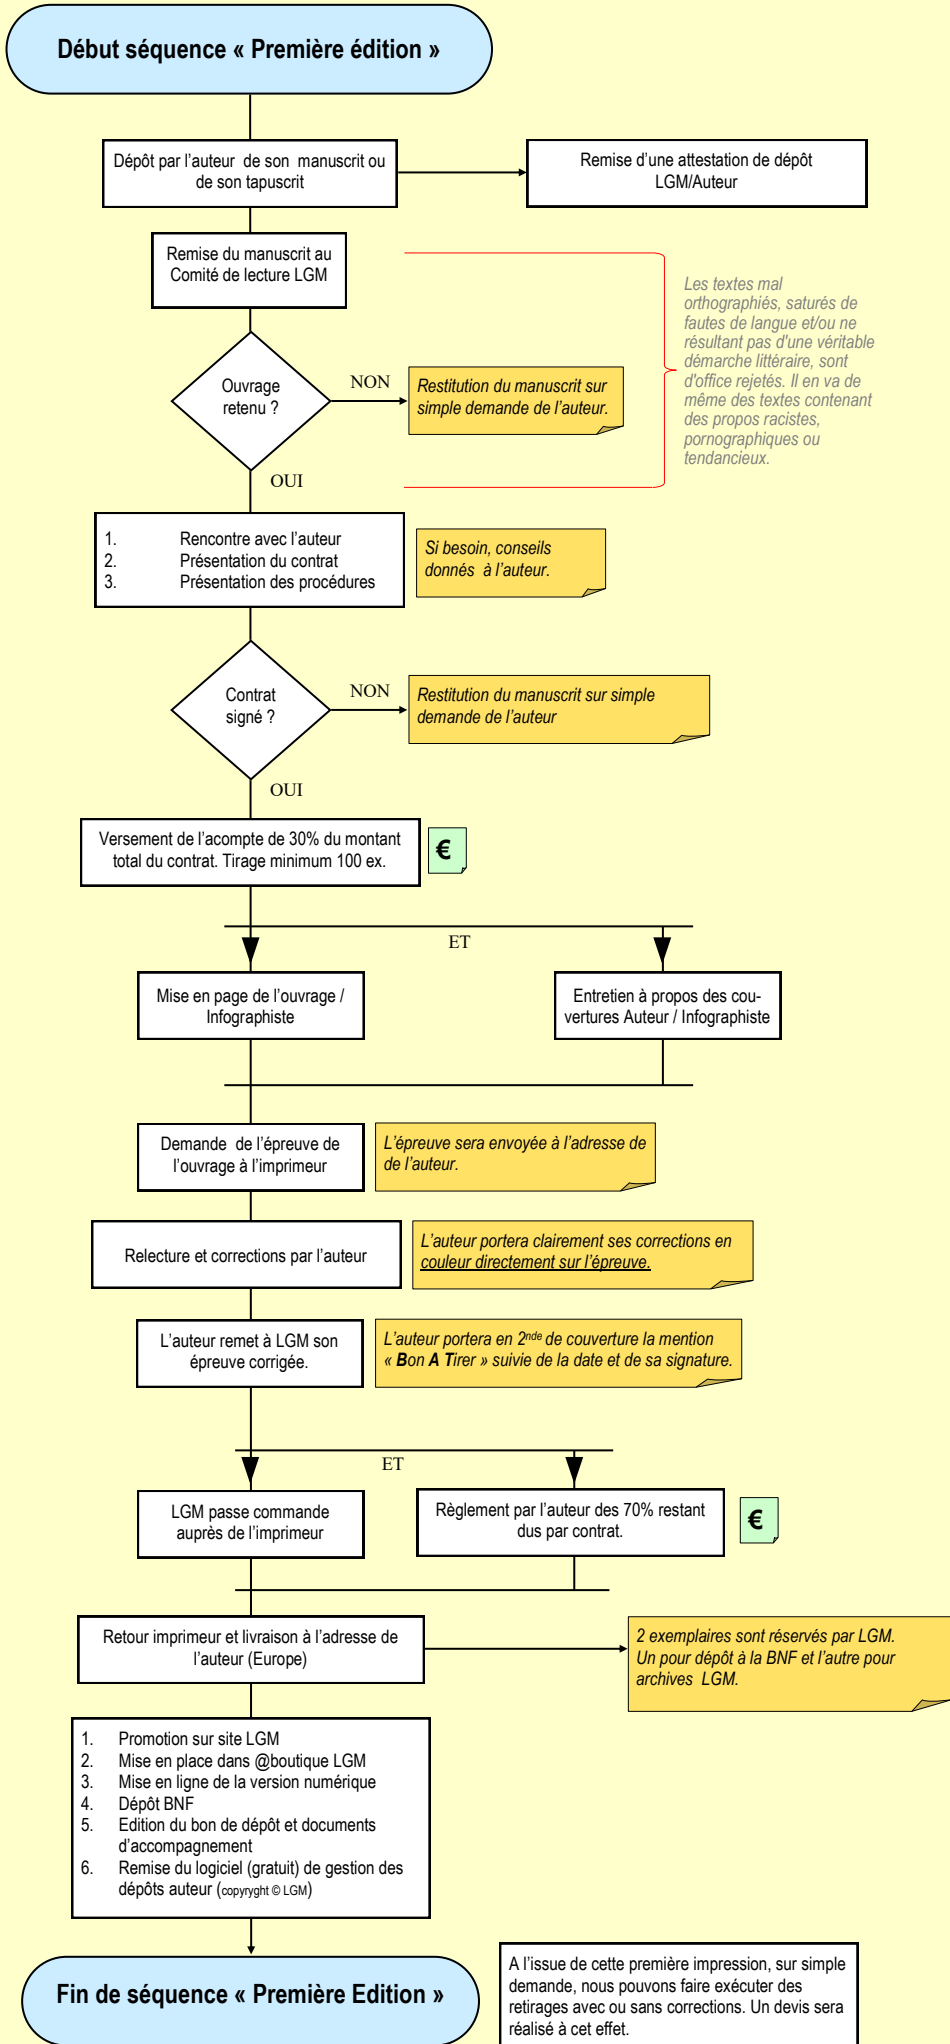 Début séquence « Première édition »
Dépôt par l’auteur de son manuscrit ou
de son tapuscrit
Remise d’une attestation de dépôt
LGM/Auteur
Remise du manuscrit au
Comité de lecture LGM
Les textes mal
orthographiés, saturés de
fautes de langue et/ou ne
résultant pas d'une véritable
démarche littéraire, sont
d'office rejetés. Il en va de
même des textes contenant
des propos racistes,
pornographiques ou
tendancieux.
Ouvrage
retenu ?
NON
Restitution du manuscrit sur
simple demande de l’auteur.
OUI
1. Rencontre avec l’auteur
2. Présentation du contrat
3. Présentation des procédures
Si besoin, conseils
donnés à l’auteur.
Contrat
signé ?
NON
Restitution du manuscrit sur simple
demande de l’auteur
OUI
Versement de l’acompte de 30% du montant
total du contrat. Tirage minimum 100 ex.
€
ET
Mise en page de l’ouvrage /
Infographiste
Entretien à propos des cou-
vertures Auteur / Infographiste
Demande de l’épreuve de
l’ouvrage à l’imprimeur
L’épreuve sera envoyée à l’adresse de
de l’auteur.
Relecture et corrections par l’auteur
L’auteur portera clairement ses corrections en
couleur directement sur l’épreuve.
L’auteur remet à LGM son
épreuve corrigée.
L’auteur portera en 2nde de couverture la mention
« Bon A Tirer » suivie de la date et de sa signature.
ET
LGM passe commande
auprès de l’imprimeur
Règlement par l’auteur des 70% restant
dus par contrat.
€
Retour imprimeur et livraison à l’adresse de
l’auteur (Europe)
2 exemplaires sont réservés par LGM.
Un pour dépôt à la BNF et l’autre pour
archives LGM.
1. Promotion sur site LGM
2. Mise en place dans @boutique LGM
3. Mise en ligne de la version numérique
4. Dépôt BNF
5. Edition du bon de dépôt et documents
d’accompagnement
6. Remise du logiciel (gratuit) de gestion des
dépôts auteur (copyryght © LGM)
Fin de séquence « Première Edition »
A l’issue de cette première impression, sur simple
demande, nous pouvons faire exécuter des
retirages avec ou sans corrections. Un devis sera
réalisé à cet effet.